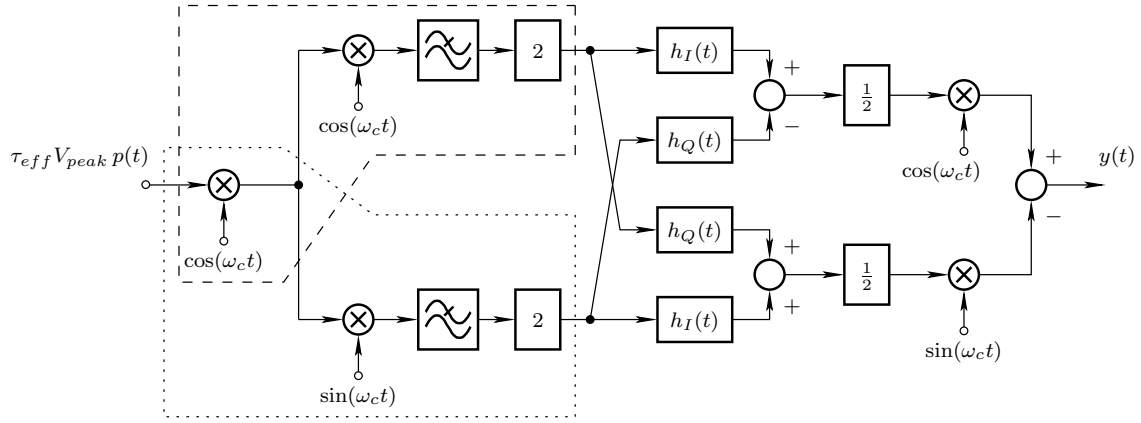 2
h_I(t)
+
1/2
cos(ω_c t)
−
h_Q(t)
τ_eff V_peak p(t)
cos(ω_c t)
+
y(t)
cos(ω_c t)
−
h_Q(t)
+
1/2
2
h_I(t)
+
sin(ω_c t)
sin(ω_c t)